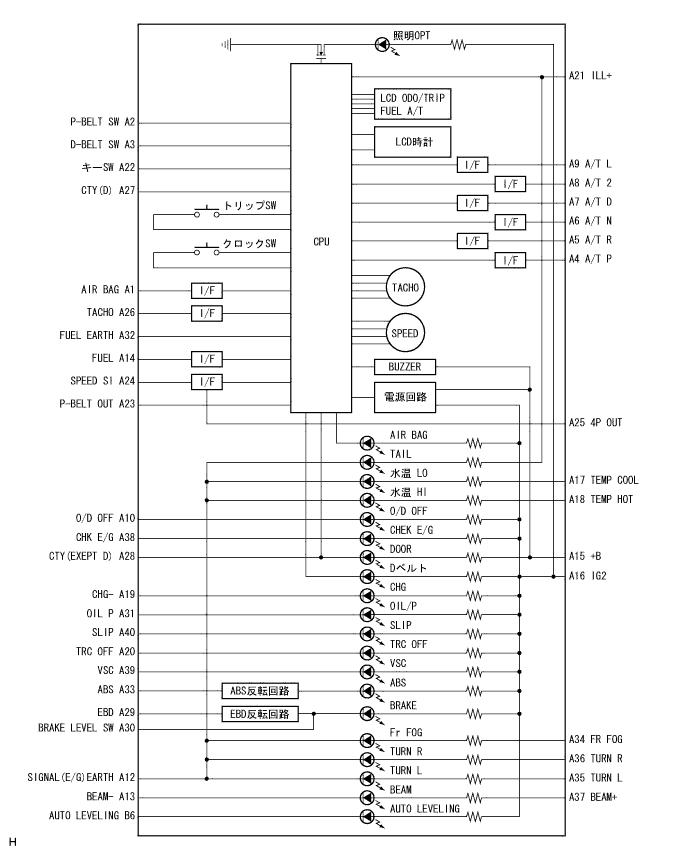 照明OPT
A21 ILL+
LCD ODO/TRIP
FUEL A/T
P-BELT SW A2
D-BELT SW A3
LCD時計
キーSW A22
I/F
A9 A/T L
CTY(D) A27
I/F
A8 A/T 2
トリップSW
I/F
A7 A/T D
I/F
A6 A/T N
クロックSW
CPU
I/F
A5 A/T R
I/F
A4 A/T P
AIR BAG A1
I/F
TACHO
TACHO A26
I/F
FUEL EARTH A32
SPEED
FUEL A14
I/F
BUZZER
SPEED SI A24
I/F
電源回路
P-BELT OUT A23
A25 4P OUT
AIR BAG
TAIL
水温 LO
A17 TEMP COOL
水温 HI
A18 TEMP HOT
O/D OFF A10
O/D OFF
CHK E/G A38
CHEK E/G
CTY(EXEPT D) A28
DOOR
A15 +B
Dベルト
A16 IG2
CHG- A19
CHG
OIL P A31
OIL/P
SLIP A40
SLIP
TRC OFF A20
TRC OFF
VSC A39
VSC
ABS A33
ABS反転回路
ABS
EBD A29
EBD反転回路
BRAKE
BRAKE LEVEL SW A30
Fr FOG
A34 FR FOG
TURN R
A36 TURN R
SIGNAL(E/G)EARTH A12
TURN L
A35 TURN L
BEAM- A13
BEAM
A37 BEAM+
AUTO LEVELING B6
AUTO LEVELING
H